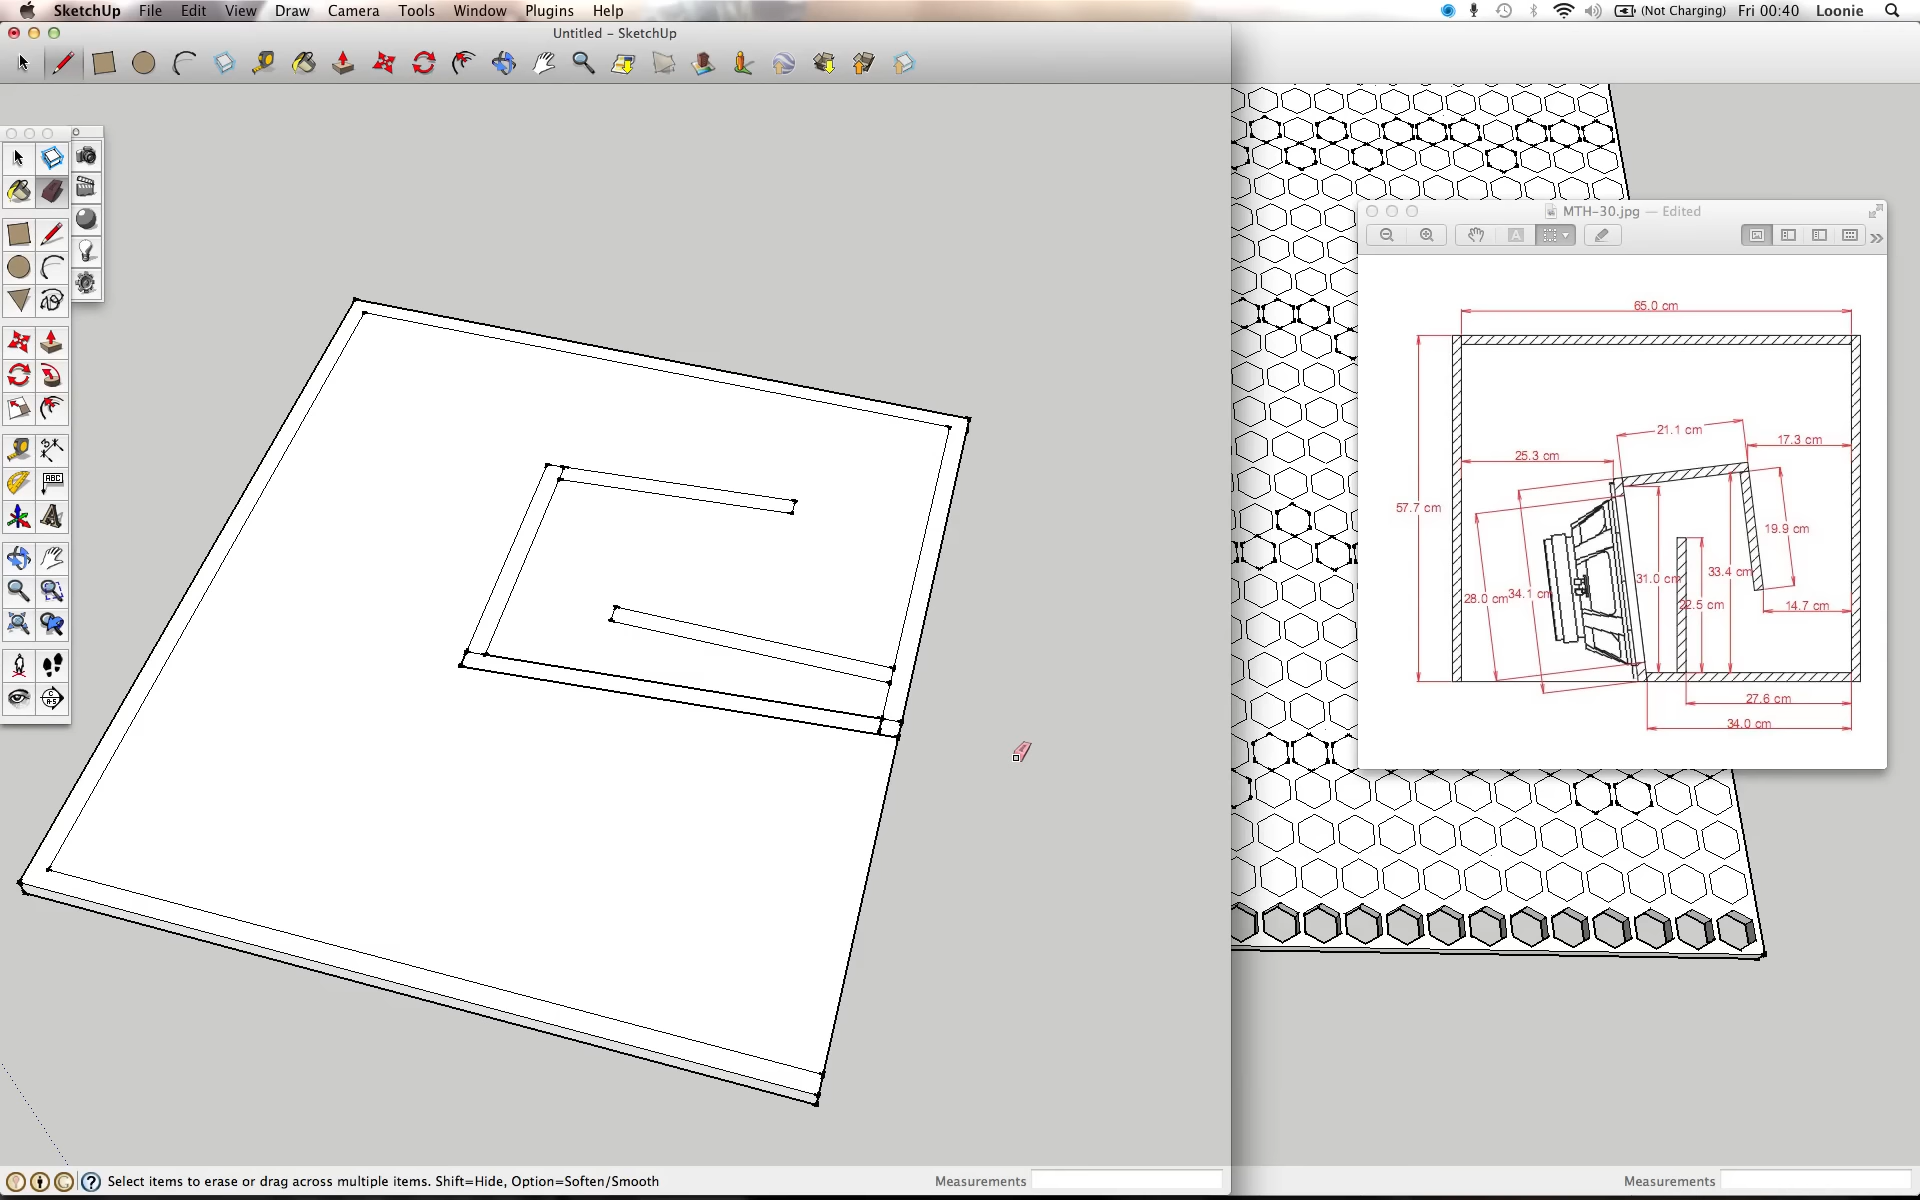 SketchUp File Edit View Draw Camera Tools Window Plugins Help
(Not Charging) Fri 00:40 Loonie
Untitled – SketchUp
MTH-30.jpg — Edited
A
ABC
A
65.0 cm
21.1 cm
17.3 cm
25.3 cm
57.7 cm
19.9 cm
33.4 cm
31.0 cm
34.1 cm
28.0 cm
22.5 cm
14.7 cm
27.6 cm
34.0 cm
? Select items to erase or drag across multiple items. Shift=Hide, Option=Soften/Smooth
Measurements
Measurements